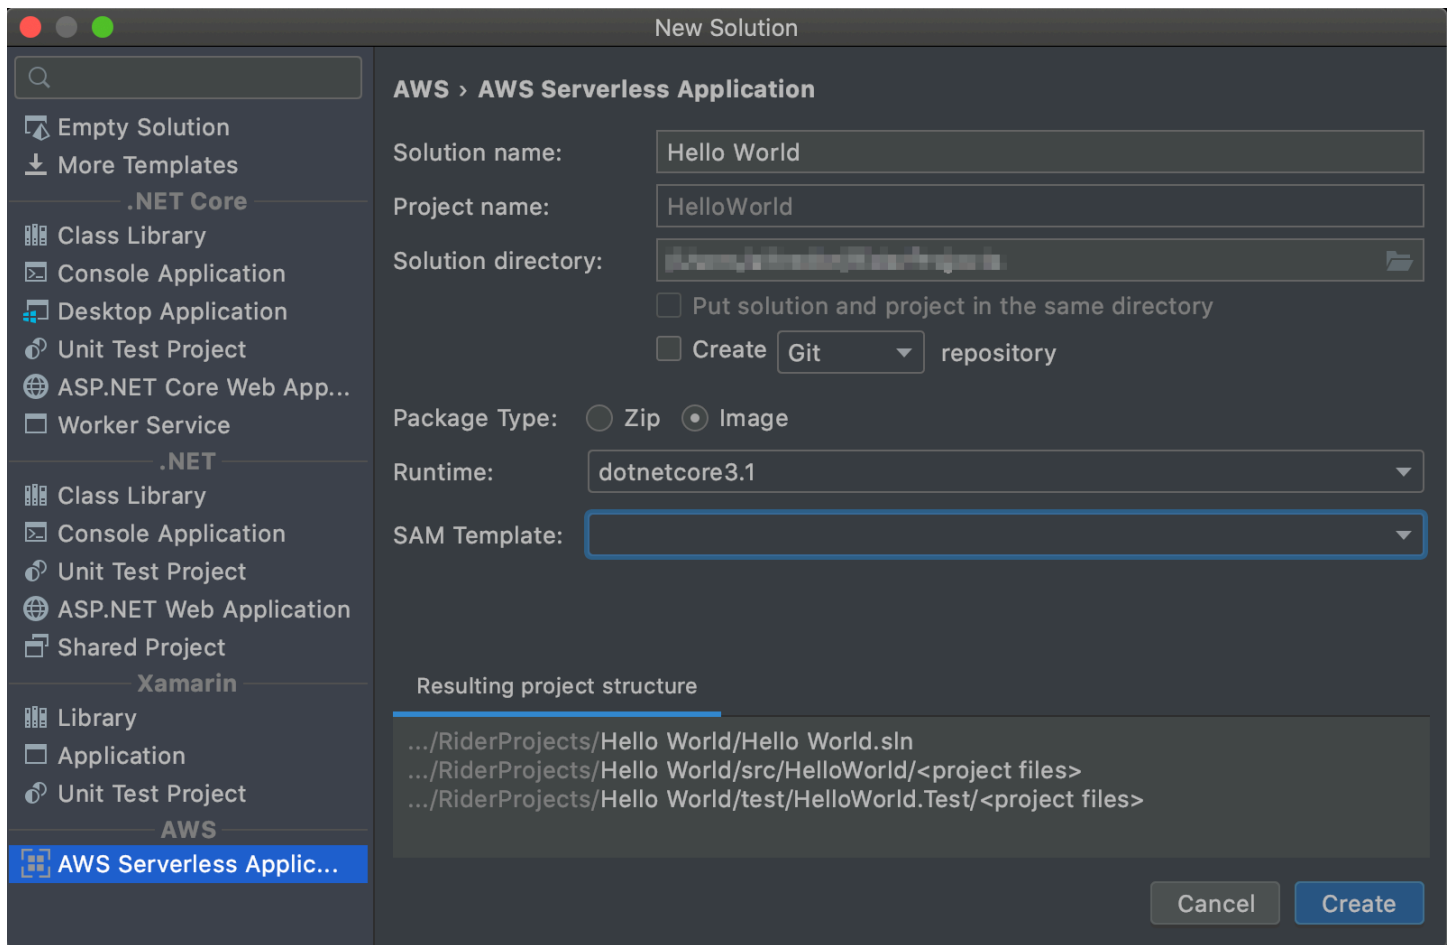 New Solution
Empty Solution
More Templates
.NET Core
Class Library
Console Application
Desktop Application
Unit Test Project
ASP.NET Core Web App...
Worker Service
.NET
Class Library
Console Application
Unit Test Project
ASP.NET Web Application
Shared Project
Xamarin
Library
Application
Unit Test Project
AWS
AWS Serverless Applic...
AWS › AWS Serverless Application
Solution name: Hello World
Project name: HelloWorld
Solution directory:
Put solution and project in the same directory
Create Git repository
Package Type: Zip Image
Runtime: dotnetcore3.1
SAM Template:
Resulting project structure
.../RiderProjects/Hello World/Hello World.sln
.../RiderProjects/Hello World/src/HelloWorld/<project files>
.../RiderProjects/Hello World/test/HelloWorld.Test/<project files>
Cancel Create